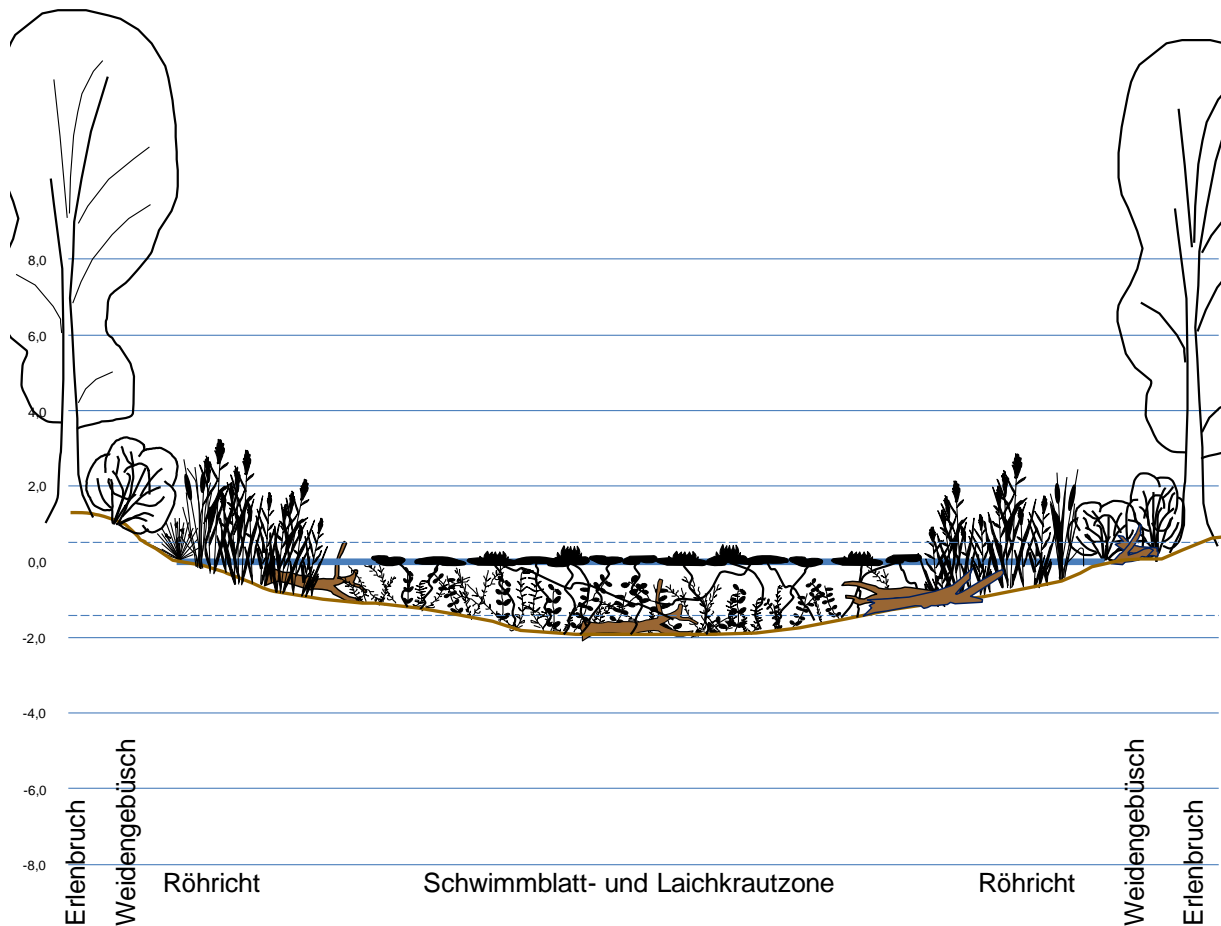 8,0
6,0
4,0
2,0
0,0
-2,0
-4,0
-6,0
-8,0
Erlenbruch
Weidengebüsch
Röhricht
Schwimmblatt- und Laichkrautzone
Röhricht
Weidengebüsch
Erlenbruch